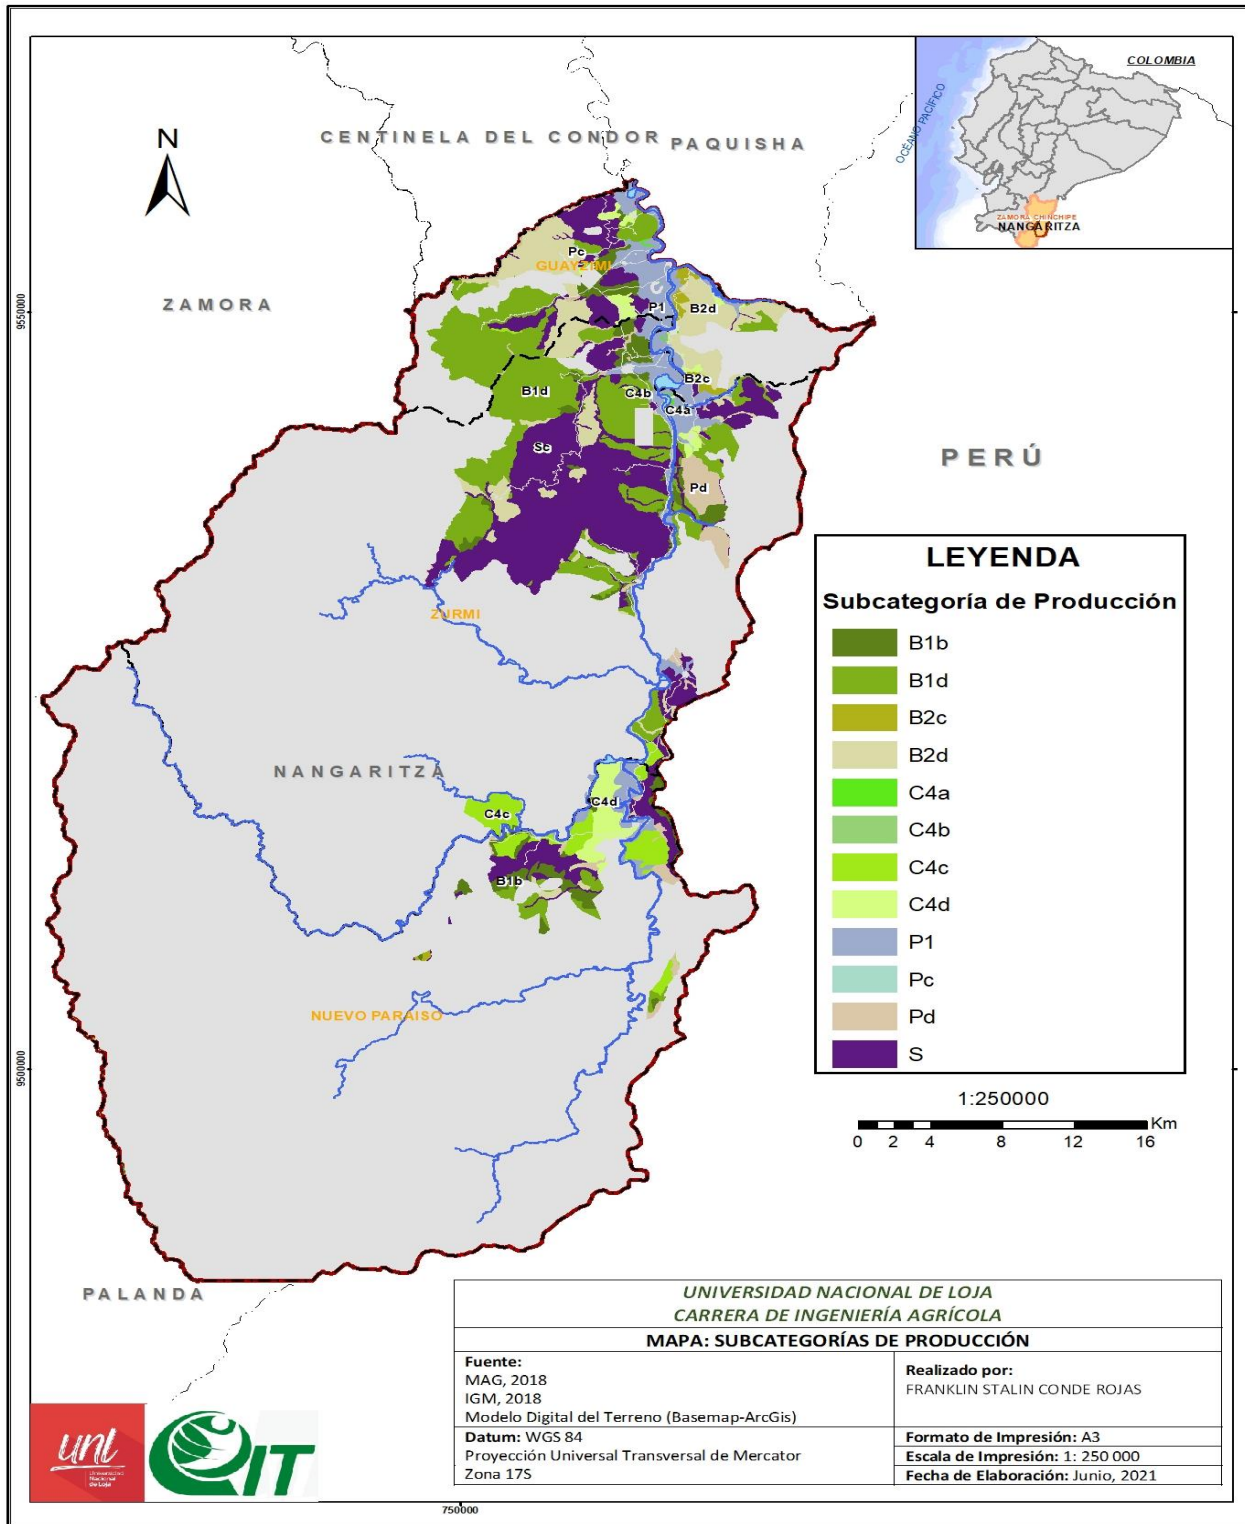 COLOMBIA
OCÉANO PACÍFICO
ZAMORA CHINCHIPE
NANGARITZA
N
CENTINELA DEL CONDOR
PAQUISHA
ZAMORA
Pc
GUAYZIMI
P1
B2d
B2c
B1d
C4b
C4a
Sc
Pd
PERÚ
ZURMI
NANGARITZA
C4d
C4c
B1b
NUEVO PARAISO
PALANDA
9550000
9500000
750000
LEYENDA
Subcategoría de Producción
B1b
B1d
B2c
B2d
C4a
C4b
C4c
C4d
P1
Pc
Pd
S
1:250000
Km
0 2 4 8 12 16
UNIVERSIDAD NACIONAL DE LOJA
CARRERA DE INGENIERÍA AGRÍCOLA
MAPA: SUBCATEGORÍAS DE PRODUCCIÓN
Fuente:
MAG, 2018
IGM, 2018
Modelo Digital del Terreno (Basemap-ArcGis)
Realizado por:
FRANKLIN STALIN CONDE ROJAS
Datum: WGS 84
Proyección Universal Transversal de Mercator
Zona 17S
Formato de Impresión: A3
Escala de Impresión: 1: 250 000
Fecha de Elaboración: Junio, 2021
unl
Universidad
Nacional
de Loja
IT